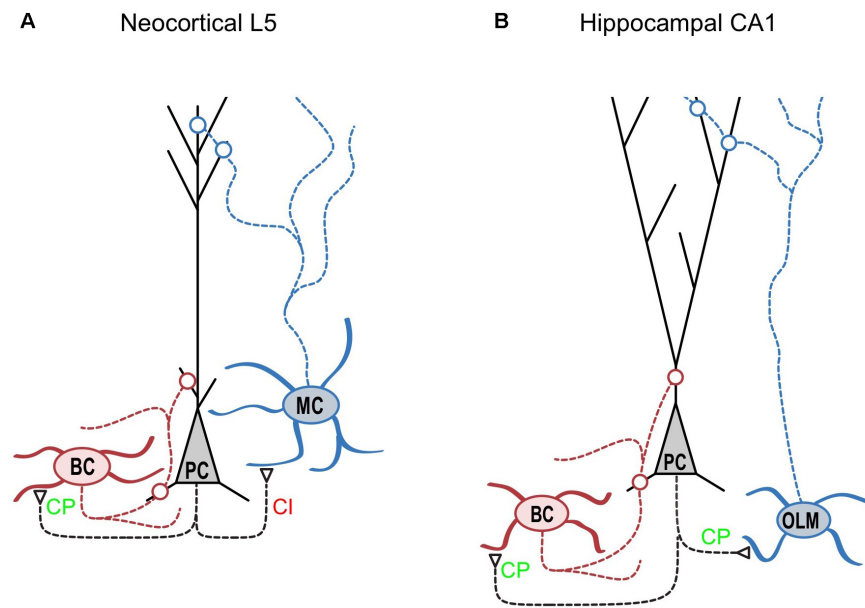 A Neocortical L5
MC
BC
PC
CP
CI
B Hippocampal CA1
PC
BC
OLM
CP
CP